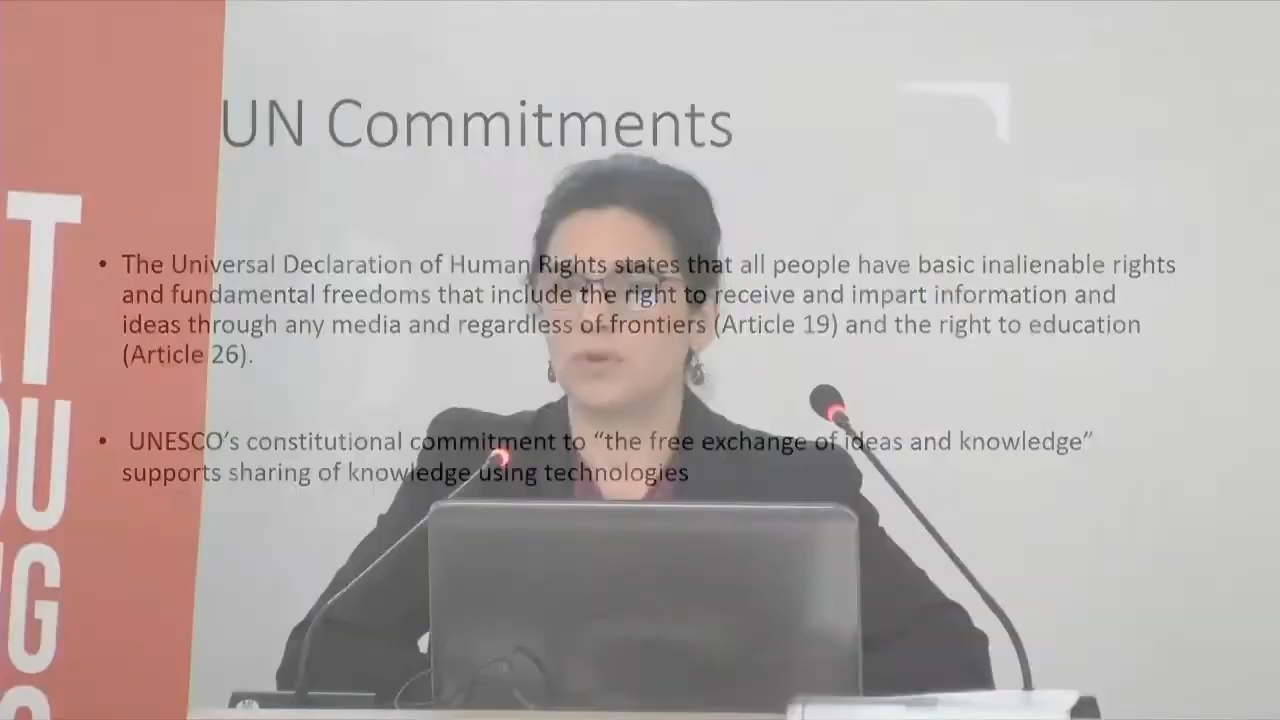 UN Commitments
• The Universal Declaration of Human Rights states that all people have basic inalienable rights
and fundamental freedoms that include the right to receive and impart information and
ideas through any media and regardless of frontiers (Article 19) and the right to education
(Article 26).
• UNESCO’s constitutional commitment to “the free exchange of ideas and knowledge”
supports sharing of knowledge using technologies